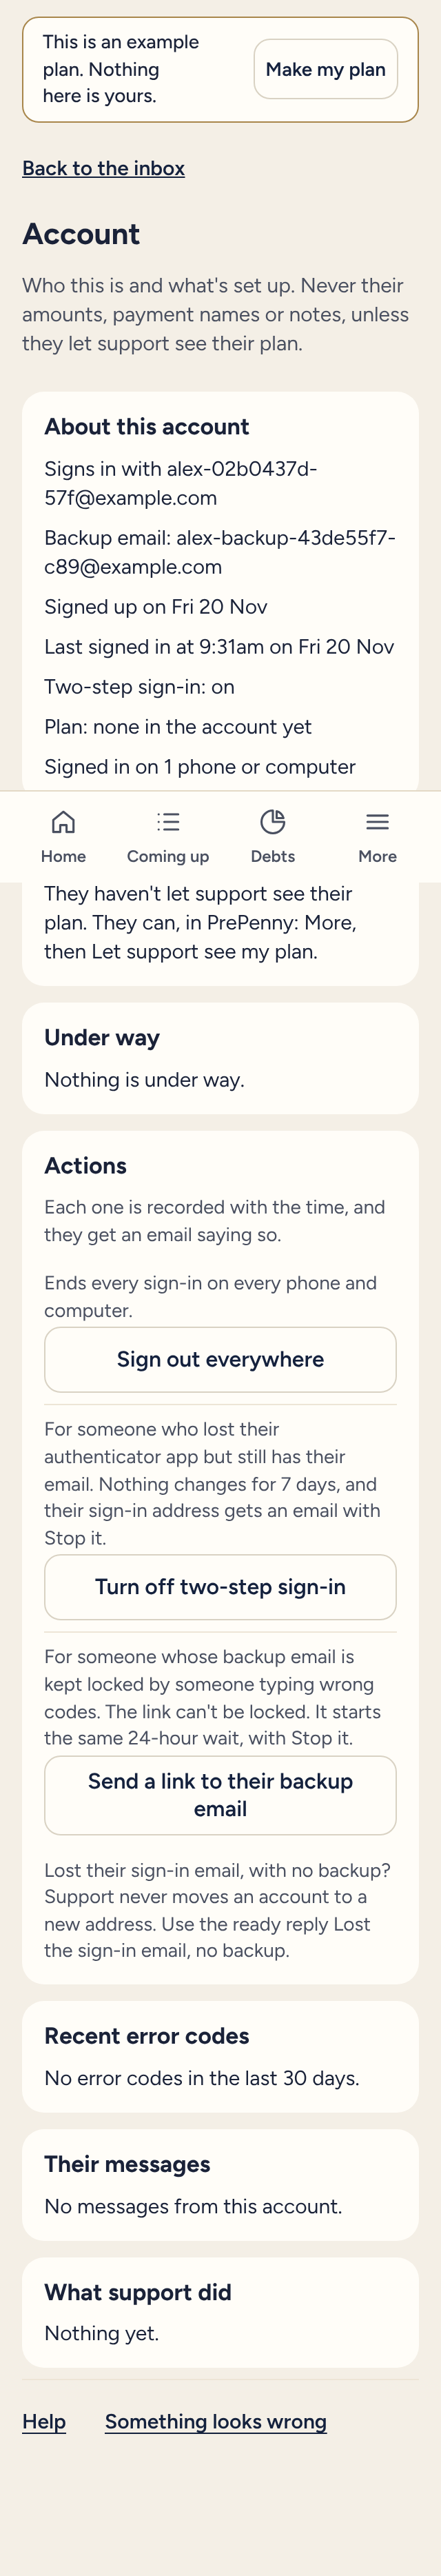 This is an example
plan. Nothing
here is yours.
Make my plan
Back to the inbox
Account
Who this is and what's set up. Never their
amounts, payment names or notes, unless
they let support see their plan.
About this account
Signs in with alex-02b0437d-
57f@example.com
Backup email: alex-backup-43de55f7-
c89@example.com
Signed up on Fri 20 Nov
Last signed in at 9:31am on Fri 20 Nov
Two-step sign-in: on
Plan: none in the account yet
Signed in on 1 phone or computer
Home
Coming up
Debts
More
They haven't let support see their
plan. They can, in PrePenny: More,
then Let support see my plan.
Under way
Nothing is under way.
Actions
Each one is recorded with the time, and
they get an email saying so.
Ends every sign-in on every phone and
computer.
Sign out everywhere
For someone who lost their
authenticator app but still has their
email. Nothing changes for 7 days, and
their sign-in address gets an email with
Stop it.
Turn off two-step sign-in
For someone whose backup email is
kept locked by someone typing wrong
codes. The link can't be locked. It starts
the same 24-hour wait, with Stop it.
Send a link to their backup
email
Lost their sign-in email, with no backup?
Support never moves an account to a
new address. Use the ready reply Lost
the sign-in email, no backup.
Recent error codes
No error codes in the last 30 days.
Their messages
No messages from this account.
What support did
Nothing yet.
Help
Something looks wrong